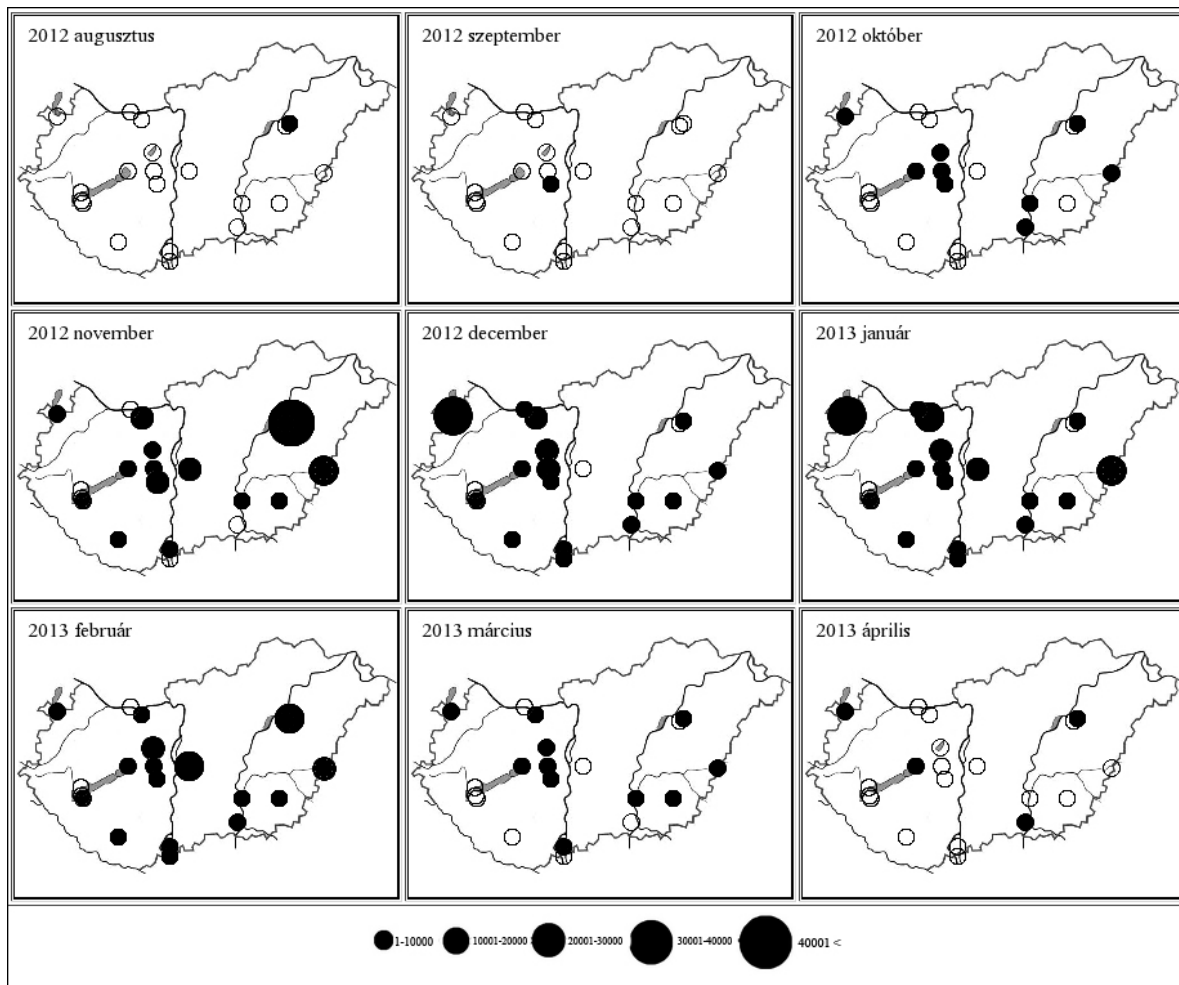 2012 augusztus
2012 szeptember
2012 október
2012 november
2012 december
2013 január
2013 február
2013 március
2013 április
1-10000 10001-20000 20001-30000 30001-40000 40001 <